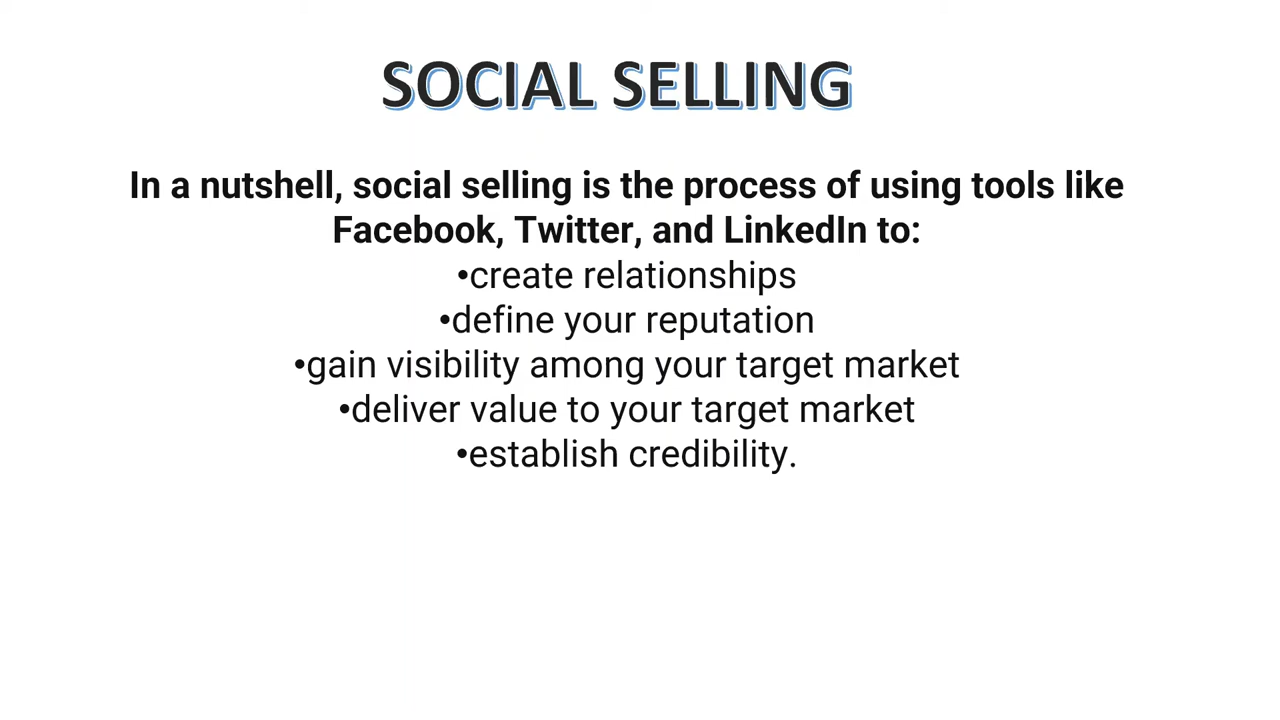 SOCIAL SELLING
In a nutshell, social selling is the process of using tools like
Facebook, Twitter, and LinkedIn to:
•create relationships
•define your reputation
•gain visibility among your target market
•deliver value to your target market
•establish credibility.